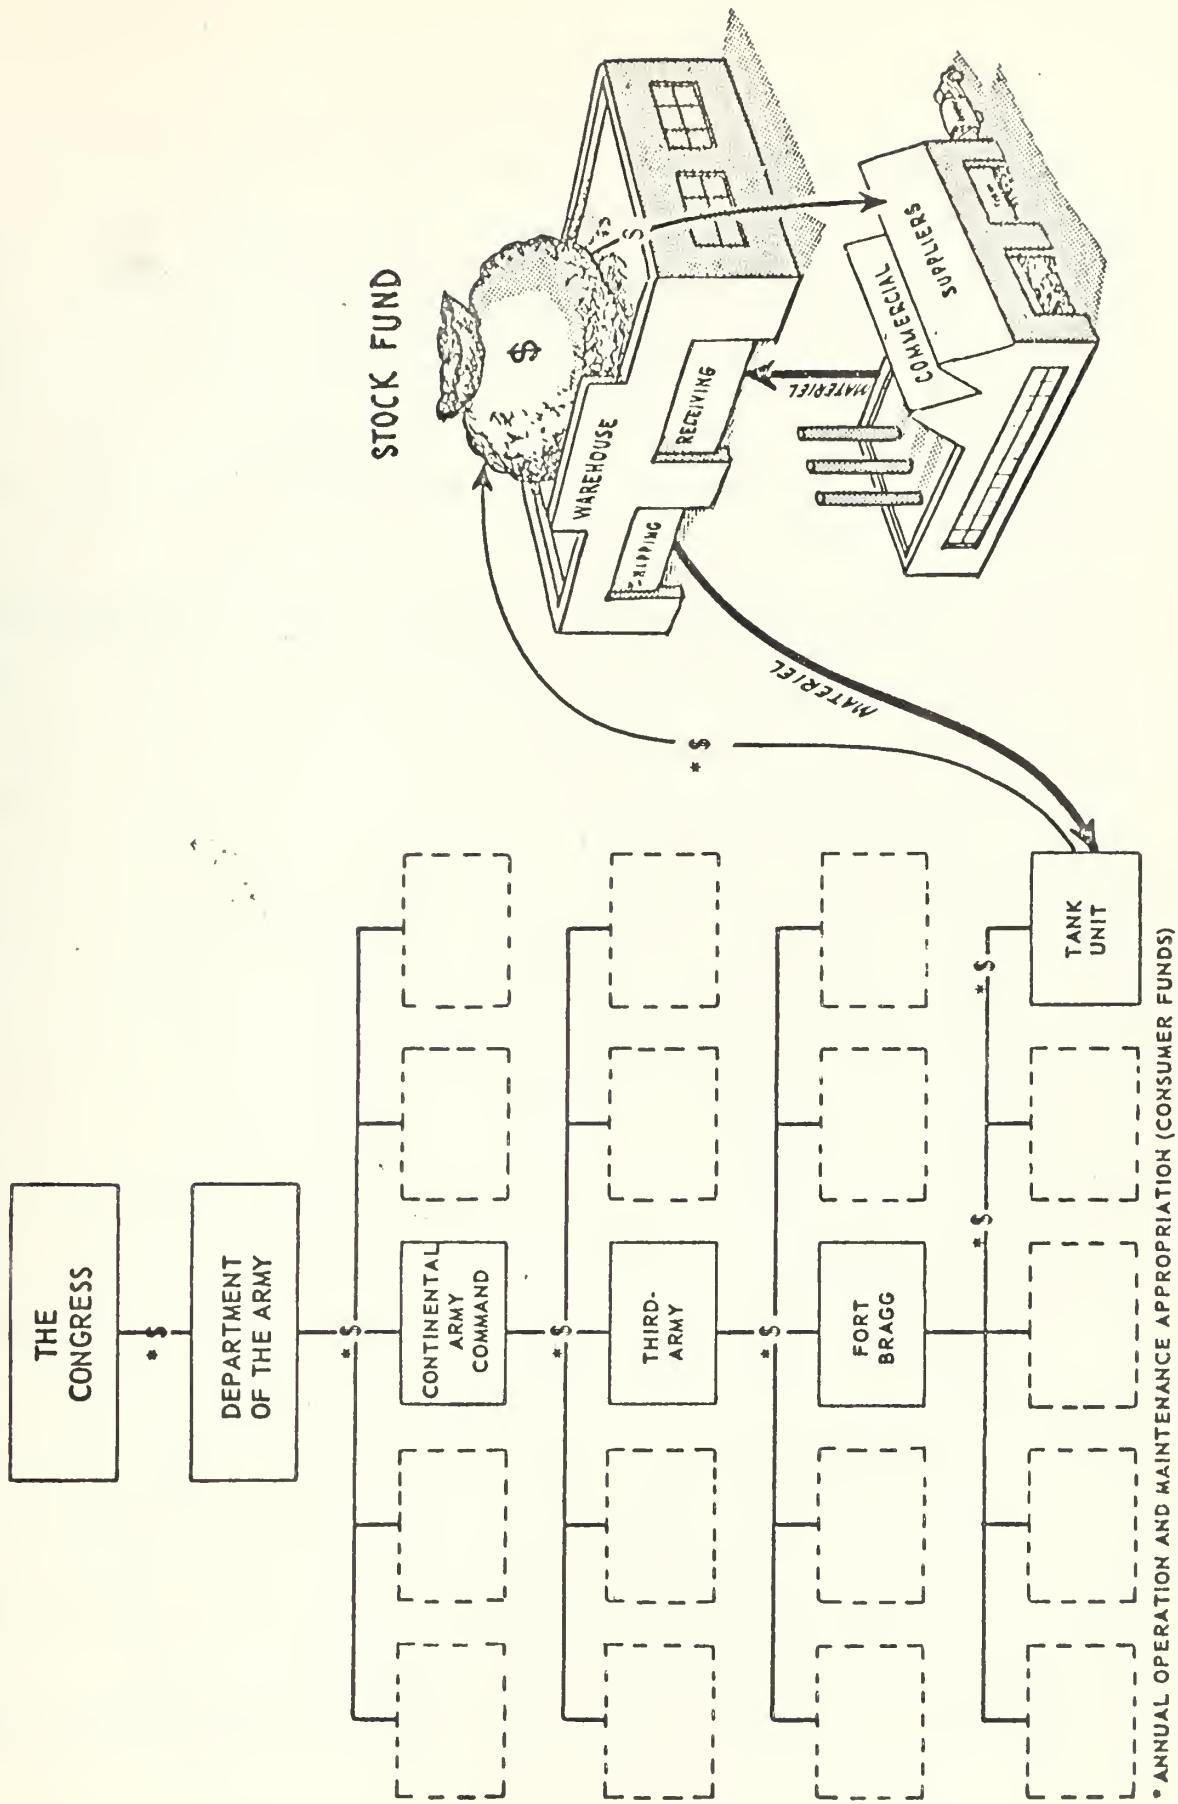 THE
CONGRESS
* $
DEPARTMENT
OF THE ARMY
* $
CONTINENTAL
ARMY
COMMAND
* $
THIRD-
ARMY
* $
FORT
BRAGG
* $
* $
TANK
UNIT
* $
MATERIEL
STOCK FUND
$
$
WAREHOUSE
RECEIVING
MATERIEL
COMMERCIAL
SUPPLIERS
* ANNUAL OPERATION AND MAINTENANCE APPROPRIATION (CONSUMER FUNDS)